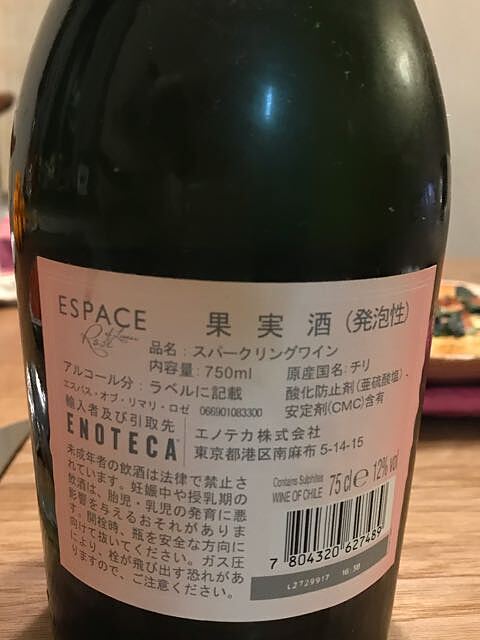 ESPACE
of Limari
Rosé
果実酒(発泡性)
品名:スパークリングワイン
内容量:750ml
原産国名:チリ
アルコール分:ラベルに記載
酸化防止剤(亜硫酸塩)、
安定剤(CMC)含有
エスパス・オブ・リマリ・ロゼ 066901083300
輸入者及び引取先
ENOTECA
エノテカ株式会社
東京都港区南麻布5-14-15
未成年者の飲酒は法律で禁止さ
れています。妊娠中や授乳期の
飲酒は、胎児・乳児の発育に悪
影響を与えるおそれがありま
す。開栓時、瓶を安全な方向に
向けて抜いてください。ガス圧
により、栓が飛び出す恐れがあ
りますので、ご注意ください。
Contains Sulphites
WINE OF CHILE
75 cl e 12% vol
7 804320 627489
L2729917 16:58